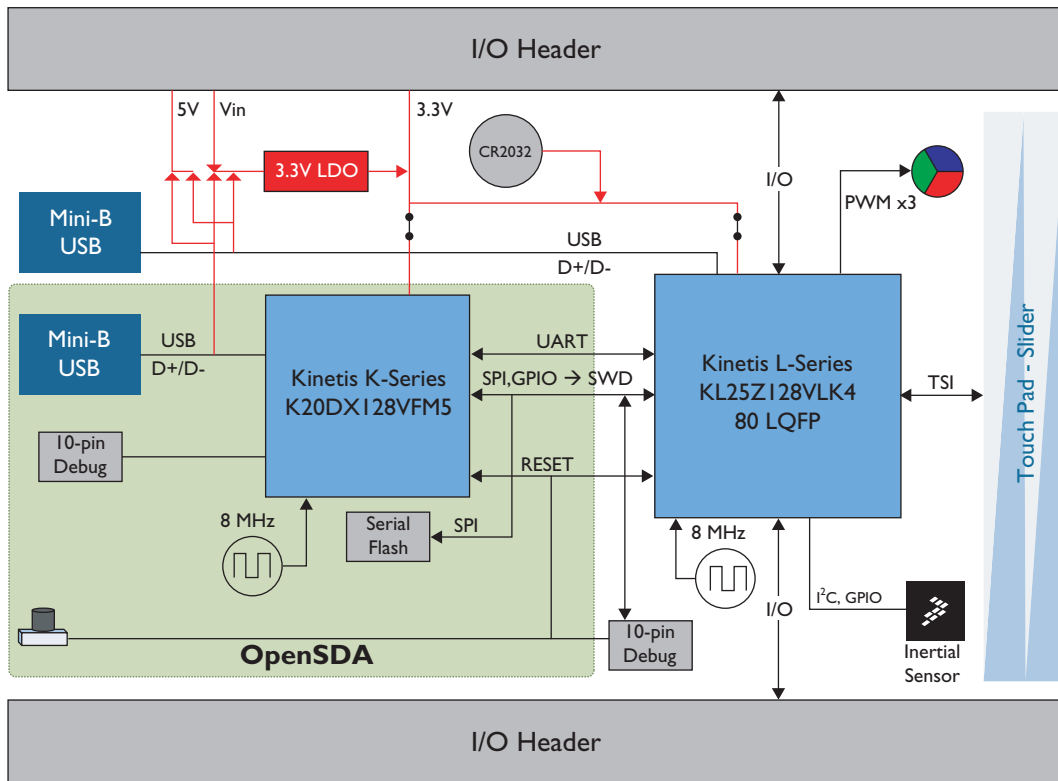 I/O Header
5V
Vin
3.3V
CR2032
3.3V LDO
I/O
PWM x3
Mini-B
USB
USB
D+/D-
Mini-B
USB
USB
D+/D-
Kinetis K-Series
K20DX128VFM5
UART
SPI,GPIO → SWD
RESET
Kinetis L-Series
KL25Z128VLK4
80 LQFP
TSI
Touch Pad - Slider
10-pin
Debug
8 MHz
Serial
Flash
SPI
8 MHz
I/O
I²C, GPIO
10-pin
Debug
Inertial
Sensor
OpenSDA
I/O Header